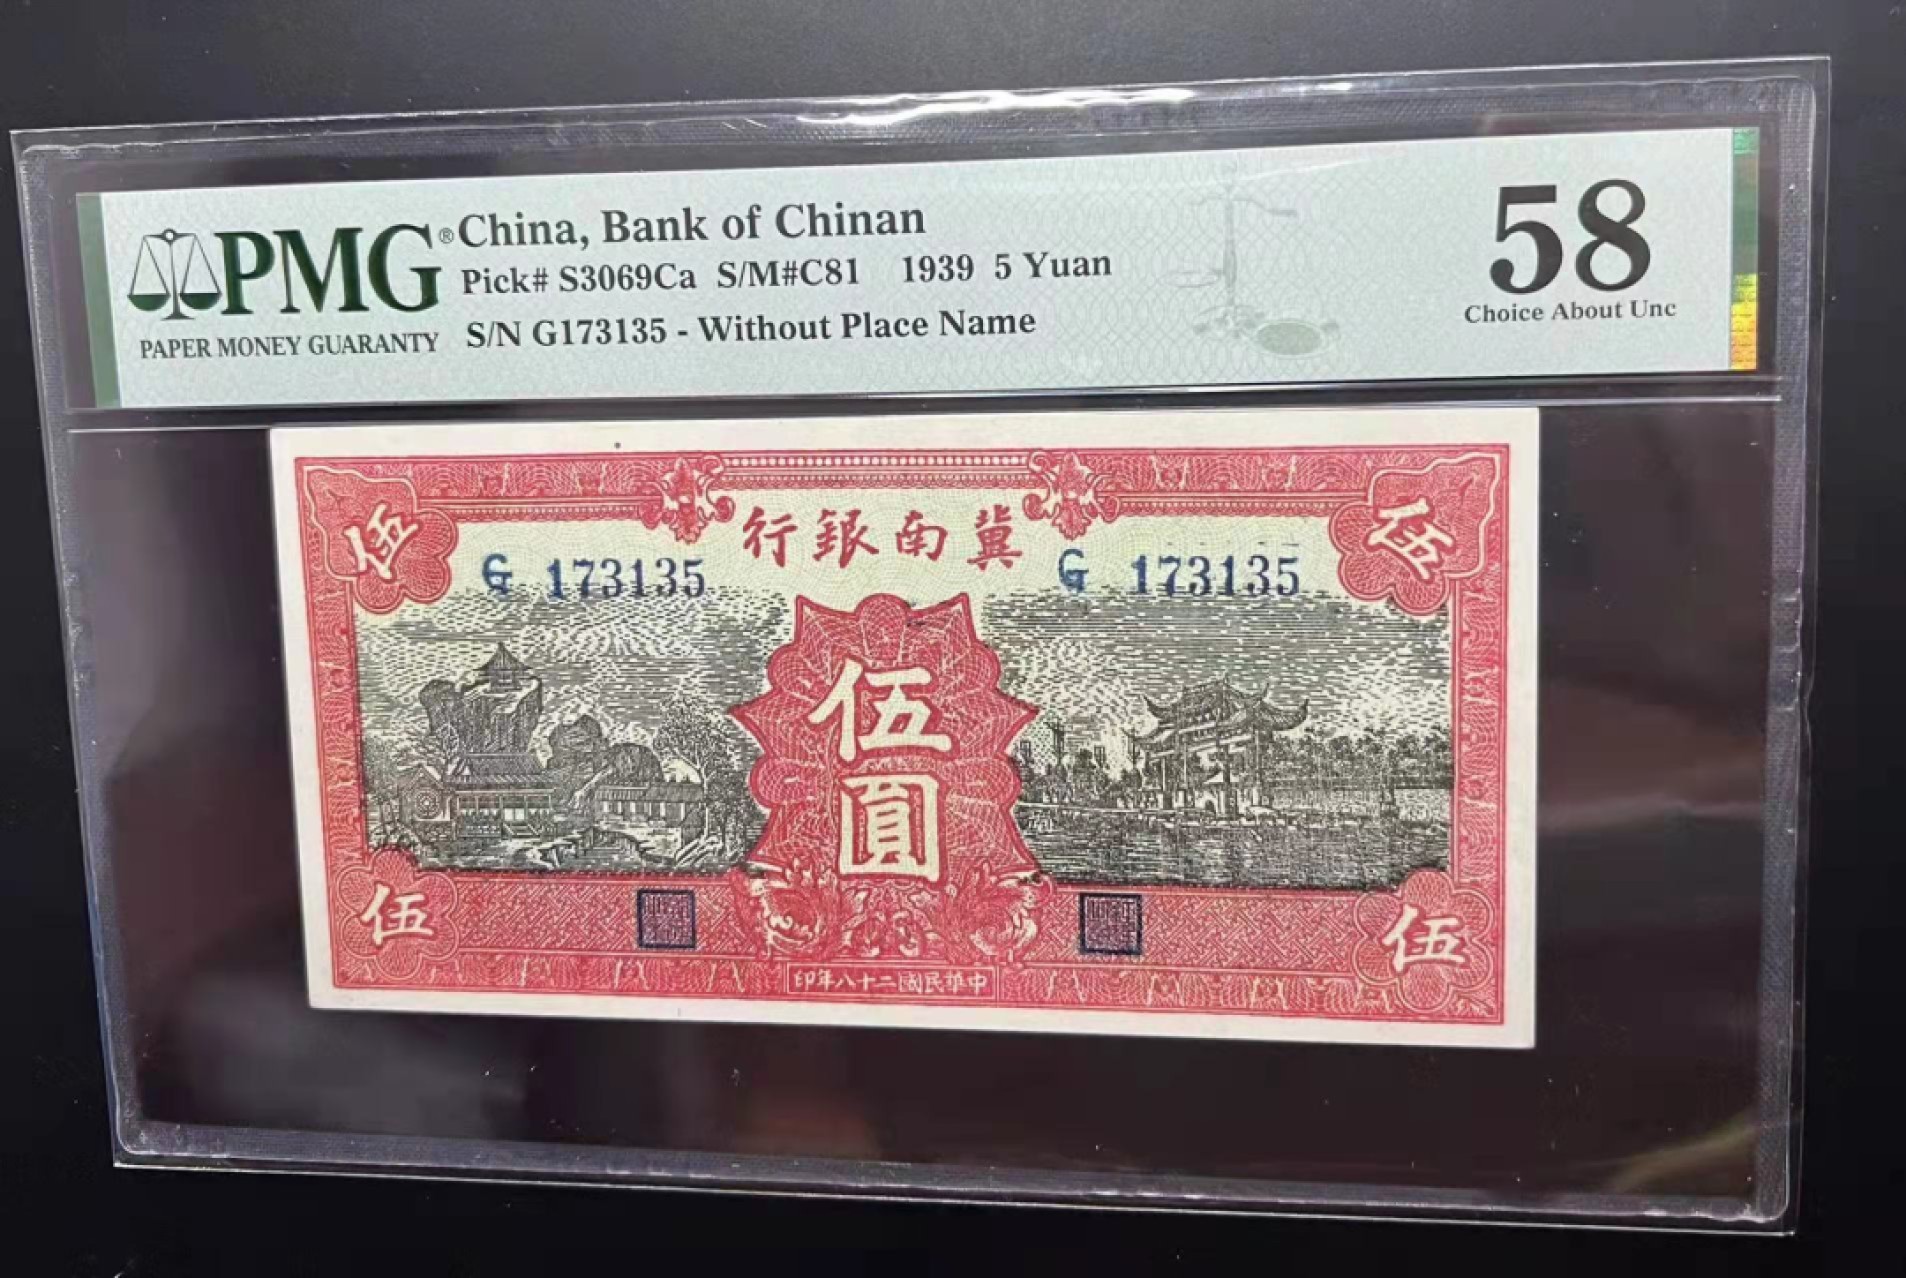 PMG®
PAPER MONEY GUARANTY
China, Bank of Chinan
Pick# S3069Ca S/M#C81 1939 5 Yuan
S/N G173135 - Without Place Name
58
Choice About Unc
伍
行銀南冀
伍
G 173135
G 173135
伍圓
伍
伍
印年八十二國民華中